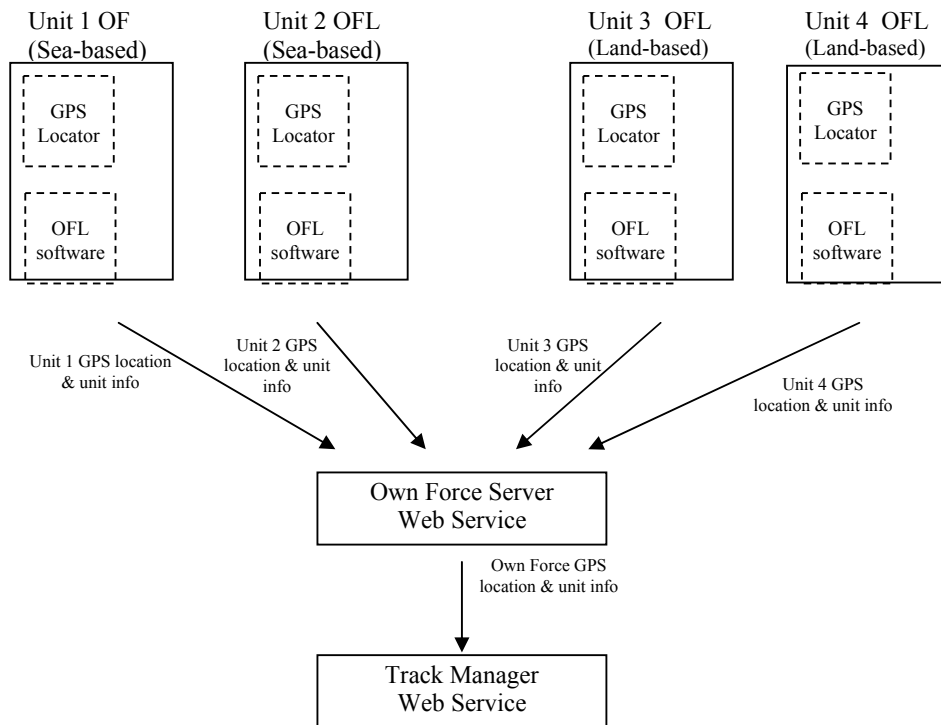 Unit 1 OF
(Sea-based)
Unit 2 OFL
(Sea-based)
Unit 3 OFL
(Land-based)
Unit 4 OFL
(Land-based)
GPS
Locator
GPS
Locator
GPS
Locator
GPS
Locator
OFL
software
OFL
software
OFL
software
OFL
software
Unit 1 GPS location
& unit info
Unit 2 GPS
location & unit
info
Unit 3 GPS
location & unit
info
Unit 4 GPS
location & unit info
Own Force Server
Web Service
Own Force GPS
location & unit info
Track Manager
Web Service